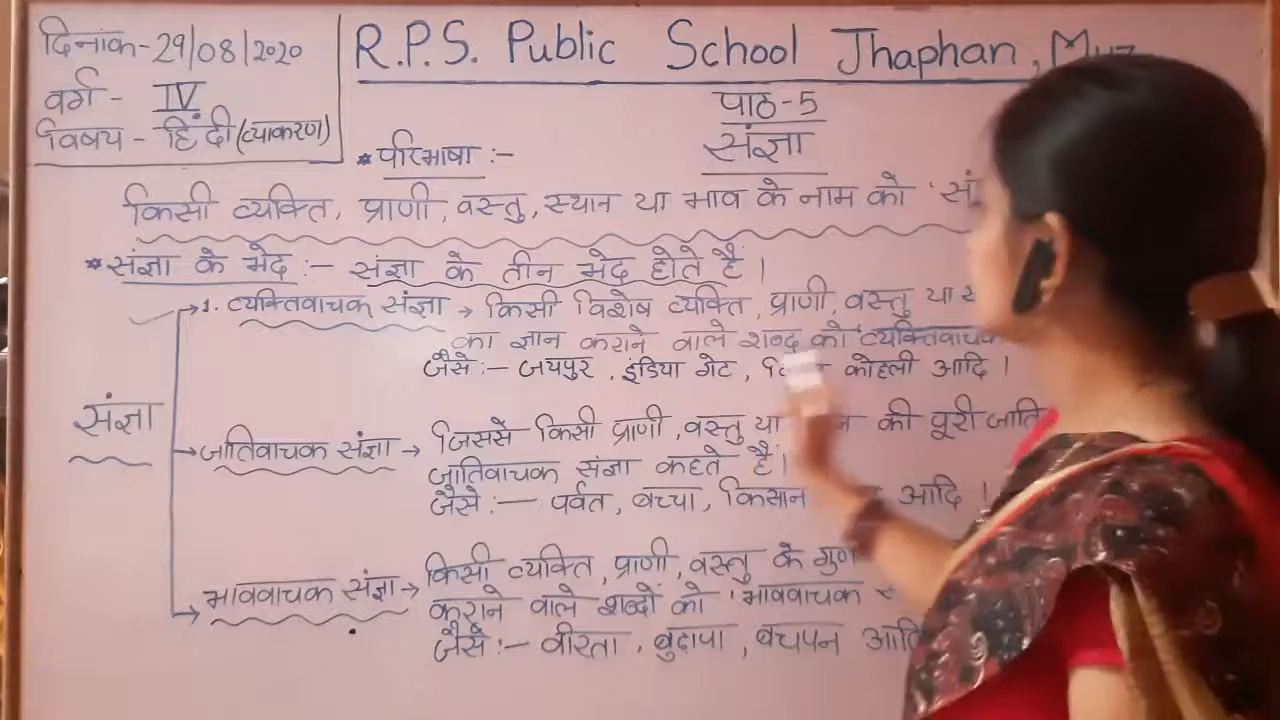 दिनांक-29/08/2020
वर्ग - IV
विषय - हिंदी(व्याकरण)
R.P.S. Public School Jhaphan,
पाठ-5
संज्ञा
* परिभाषा :-
किसी व्यक्ति, प्राणी, वस्तु, स्थान या भाव के नाम को '
* संज्ञा के भेद :- संज्ञा के तीन भेद होते है।
1. व्यक्तिवाचक संज्ञा → किसी विशेष व्यक्ति, प्राणी, वस्तु या
का ज्ञान कराने वाले शब्द को 'व्यक्तिवाचक
जैसे :- जयपुर, इंडिया गेट, कोहली आदि।
संज्ञा
जातिवाचक संज्ञा → जिससे किसी प्राणी, वस्तु या की पूरी जाति
जातिवाचक संज्ञा कहते है।
जैसे :- पर्वत, बच्चा, किसान आदि।
भाववाचक संज्ञा → किसी व्यक्ति, प्राणी, वस्तु के गुण
कराने वाले शब्दों को 'भाववाचक
जैसे :- वीरता, बुढापा, बचपन